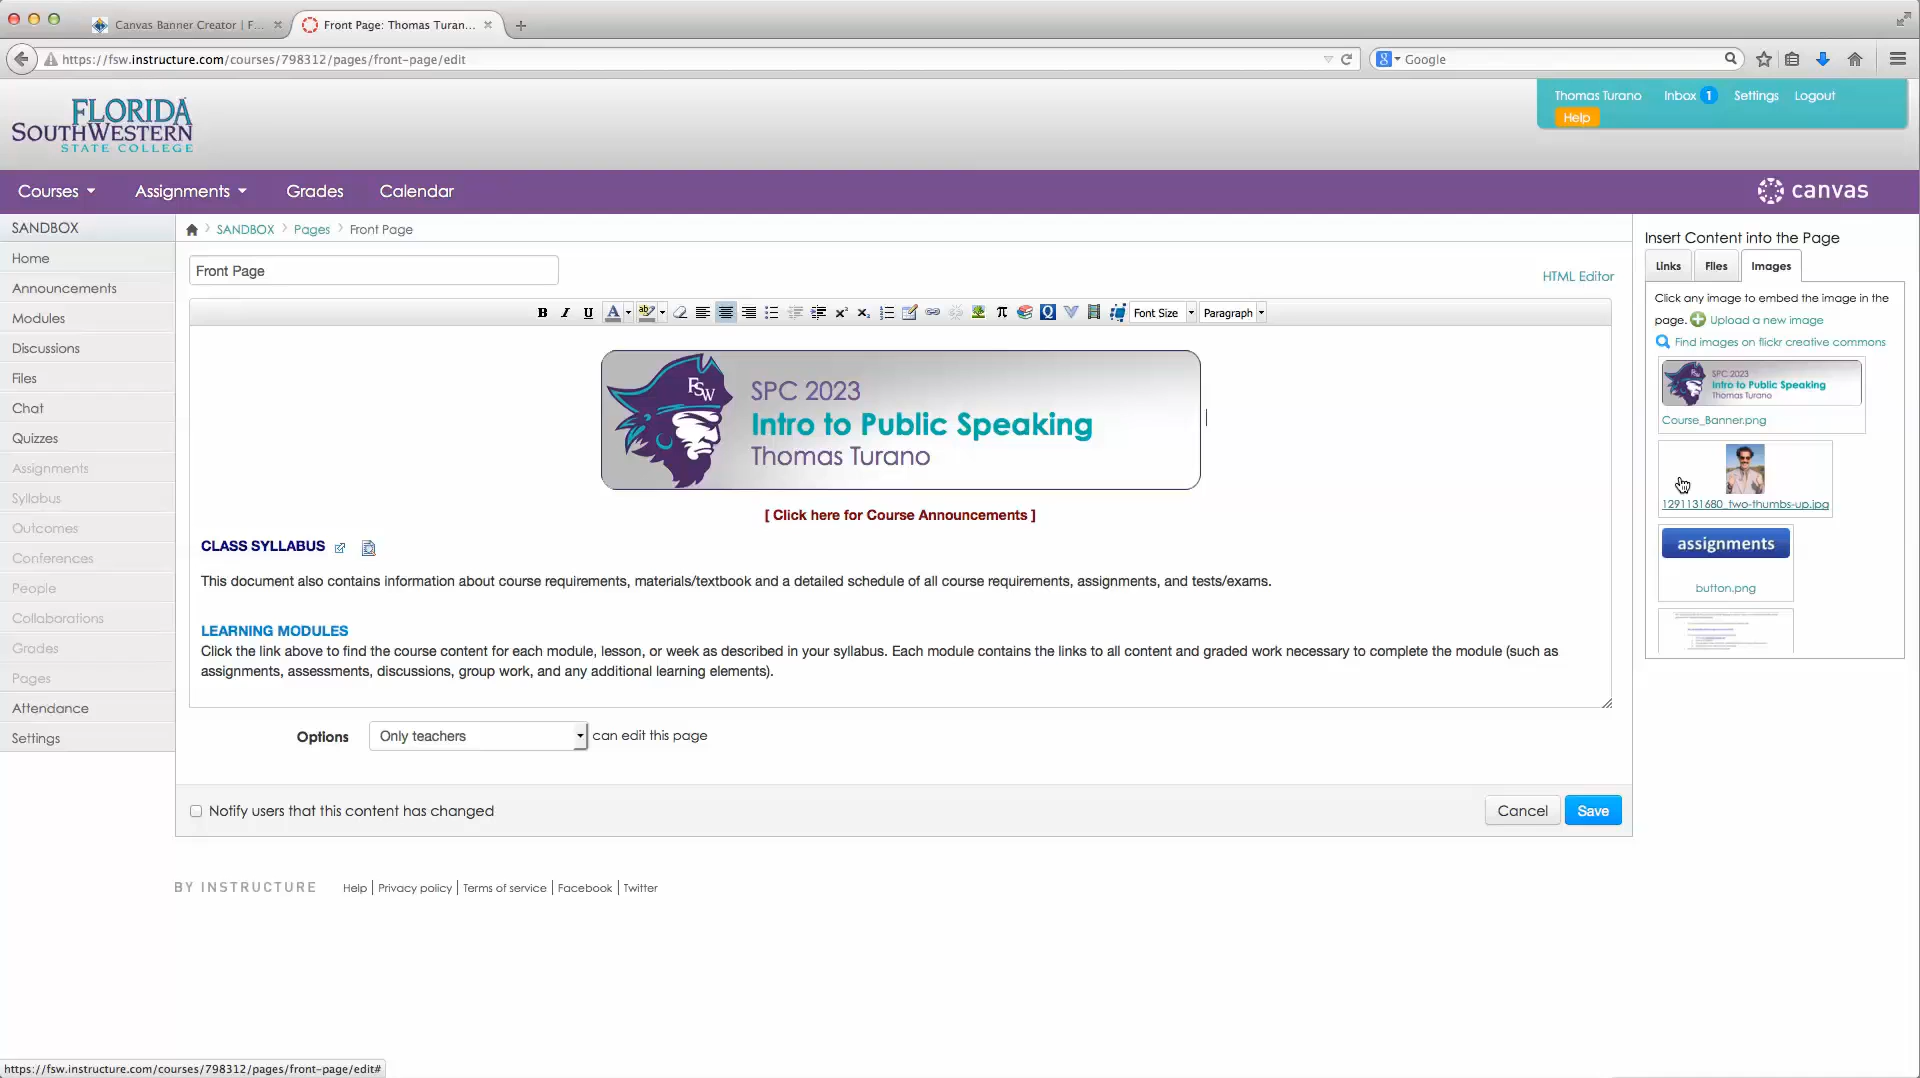 Canvas Banner Creator | F...
Front Page: Thomas Turan...
https://fsw.instructure.com/courses/798312/pages/front-page/edit
Google
FLORIDA
SOUTHWESTERN
STATE COLLEGE
Thomas Turano Inbox 1 Settings Logout
Help
Courses Assignments Grades Calendar
canvas
SANDBOX
Home
Announcements
Modules
Discussions
Files
Chat
Quizzes
Assignments
Syllabus
Outcomes
Conferences
People
Collaborations
Grades
Pages
Attendance
Settings
SANDBOX Pages Front Page
Front Page
HTML Editor
Font Size Paragraph
FSW
SPC 2023
Intro to Public Speaking
Thomas Turano
[ Click here for Course Announcements ]
CLASS SYLLABUS
This document also contains information about course requirements, materials/textbook and a detailed schedule of all course requirements, assignments, and tests/exams.
LEARNING MODULES
Click the link above to find the course content for each module, lesson, or week as described in your syllabus. Each module contains the links to all content and graded work necessary to complete the module (such as
assignments, assessments, discussions, group work, and any additional learning elements).
Options Only teachers can edit this page
Notify users that this content has changed
Cancel Save
Insert Content into the Page
Links Files Images
Click any image to embed the image in the
page. Upload a new image
Find images on flickr creative commons
SPC 2023
Intro to Public Speaking
Thomas Turano
Course_Banner.png
1291131680_two-thumbs-up.jpg
assignments
button.png
BY INSTRUCTURE Help Privacy policy Terms of service Facebook Twitter
https://fsw.instructure.com/courses/798312/pages/front-page/edit#